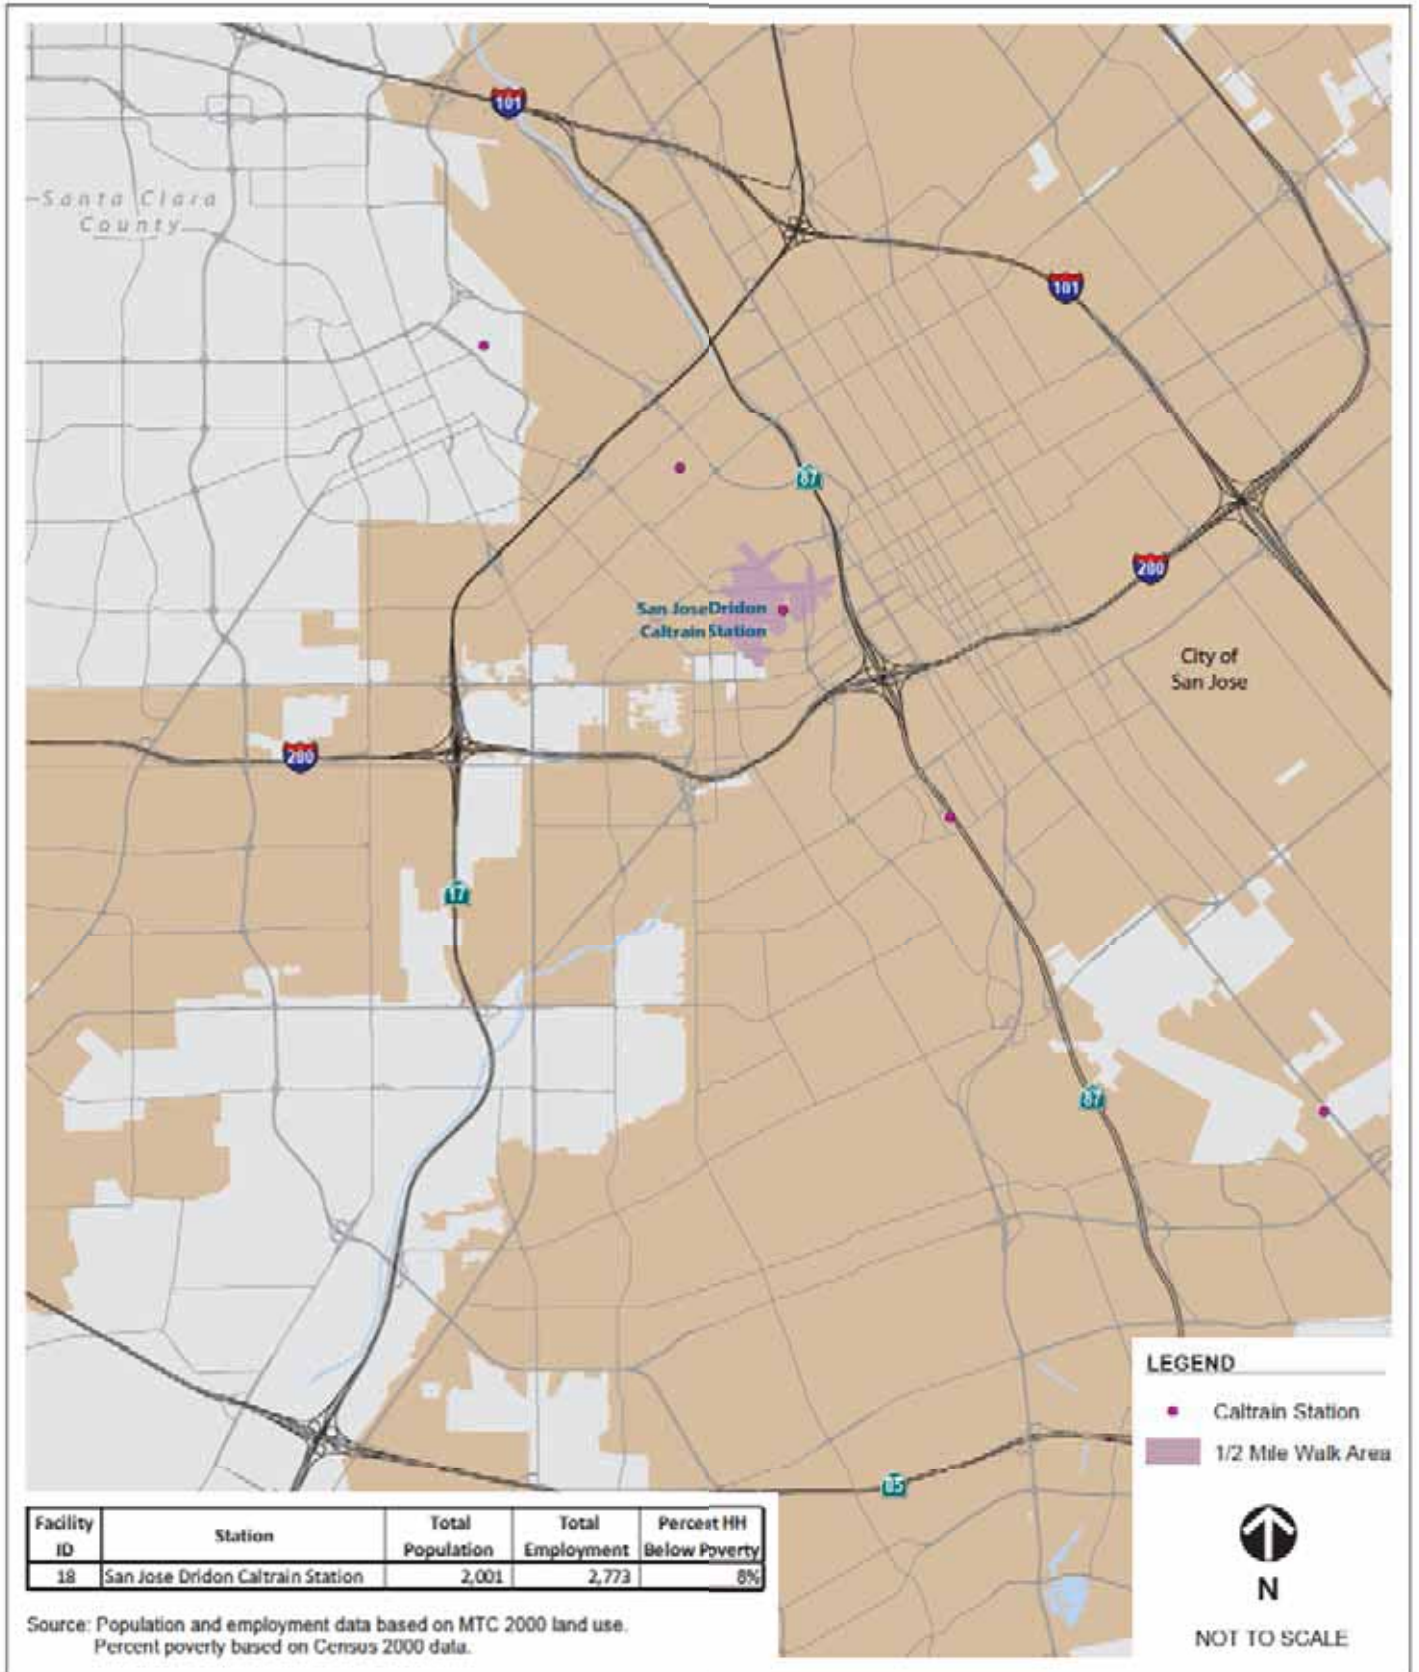 101
Santa Clara
County
101
87
280
San Jose Dridon
Caltrain Station
City of
San Jose
280
17
87
85
LEGEND
Caltrain Station
1/2 Mile Walk Area
N
NOT TO SCALE
Facility ID Station Total Population Total Employment Percent HH Below Poverty
18 San Jose Dridon Caltrain Station 2,001 2,773 8%
Source: Population and employment data based on MTC 2000 land use.
Percent poverty based on Census 2000 data.